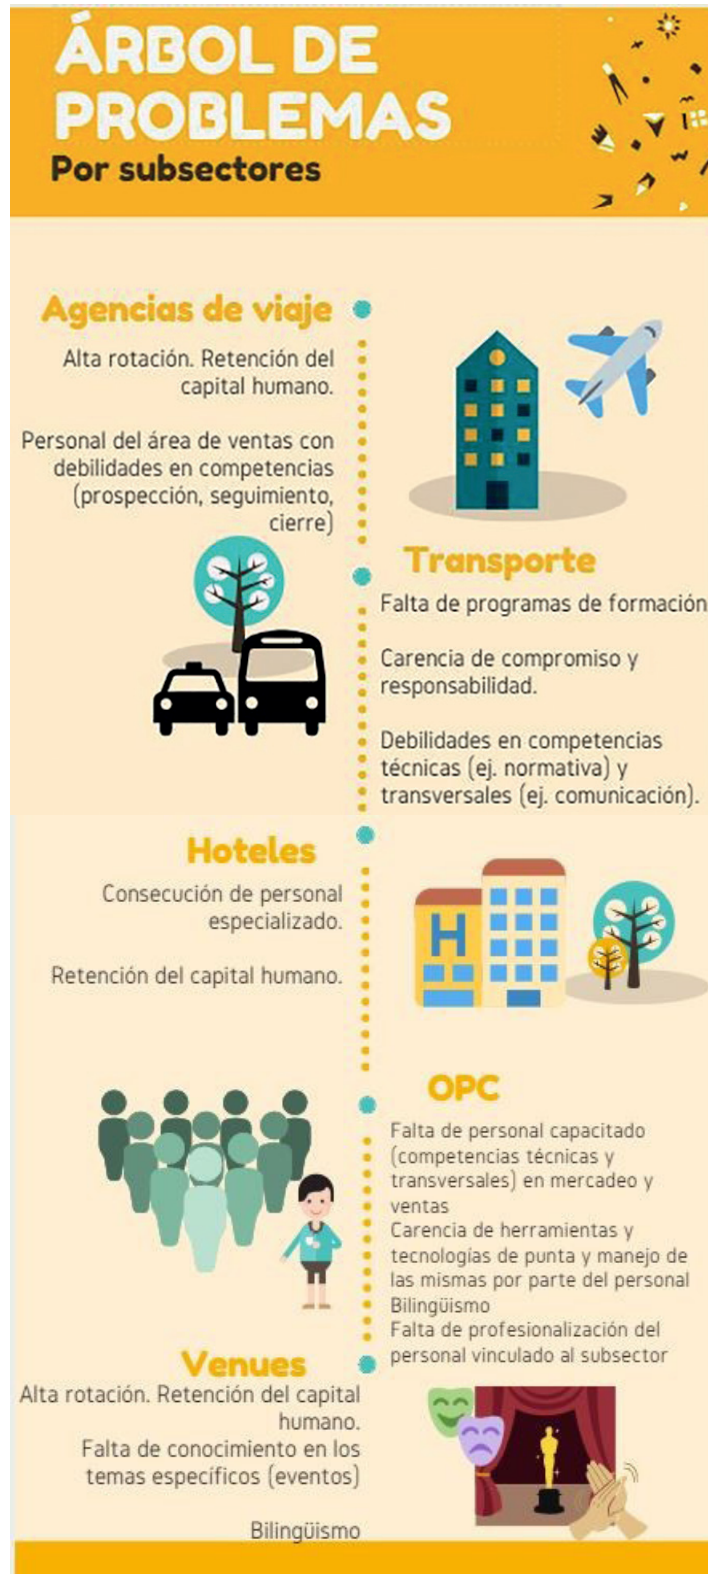 ÁRBOL DE
PROBLEMAS
Por subsectores
Agencias de viaje
Alta rotación. Retención del
capital humano.
Personal del área de ventas con
debilidades en competencias
(prospección, seguimiento,
cierre)
Transporte
Falta de programas de formación
Carencia de compromiso y
responsabilidad.
Debilidades en competencias
técnicas (ej. normativa) y
transversales (ej. comunicación).
Hoteles
Consecución de personal
especializado.
Retención del capital humano.
H
OPC
Falta de personal capacitado
(competencias técnicas y
transversales) en mercadeo y
ventas
Carencia de herramientas y
tecnologías de punta y manejo de
las mismas por parte del personal
Bilingüismo
Falta de profesionalización del
personal vinculado al subsector
Venues
Alta rotación. Retención del capital
humano.
Falta de conocimiento en los
temas específicos (eventos)
Bilingüismo